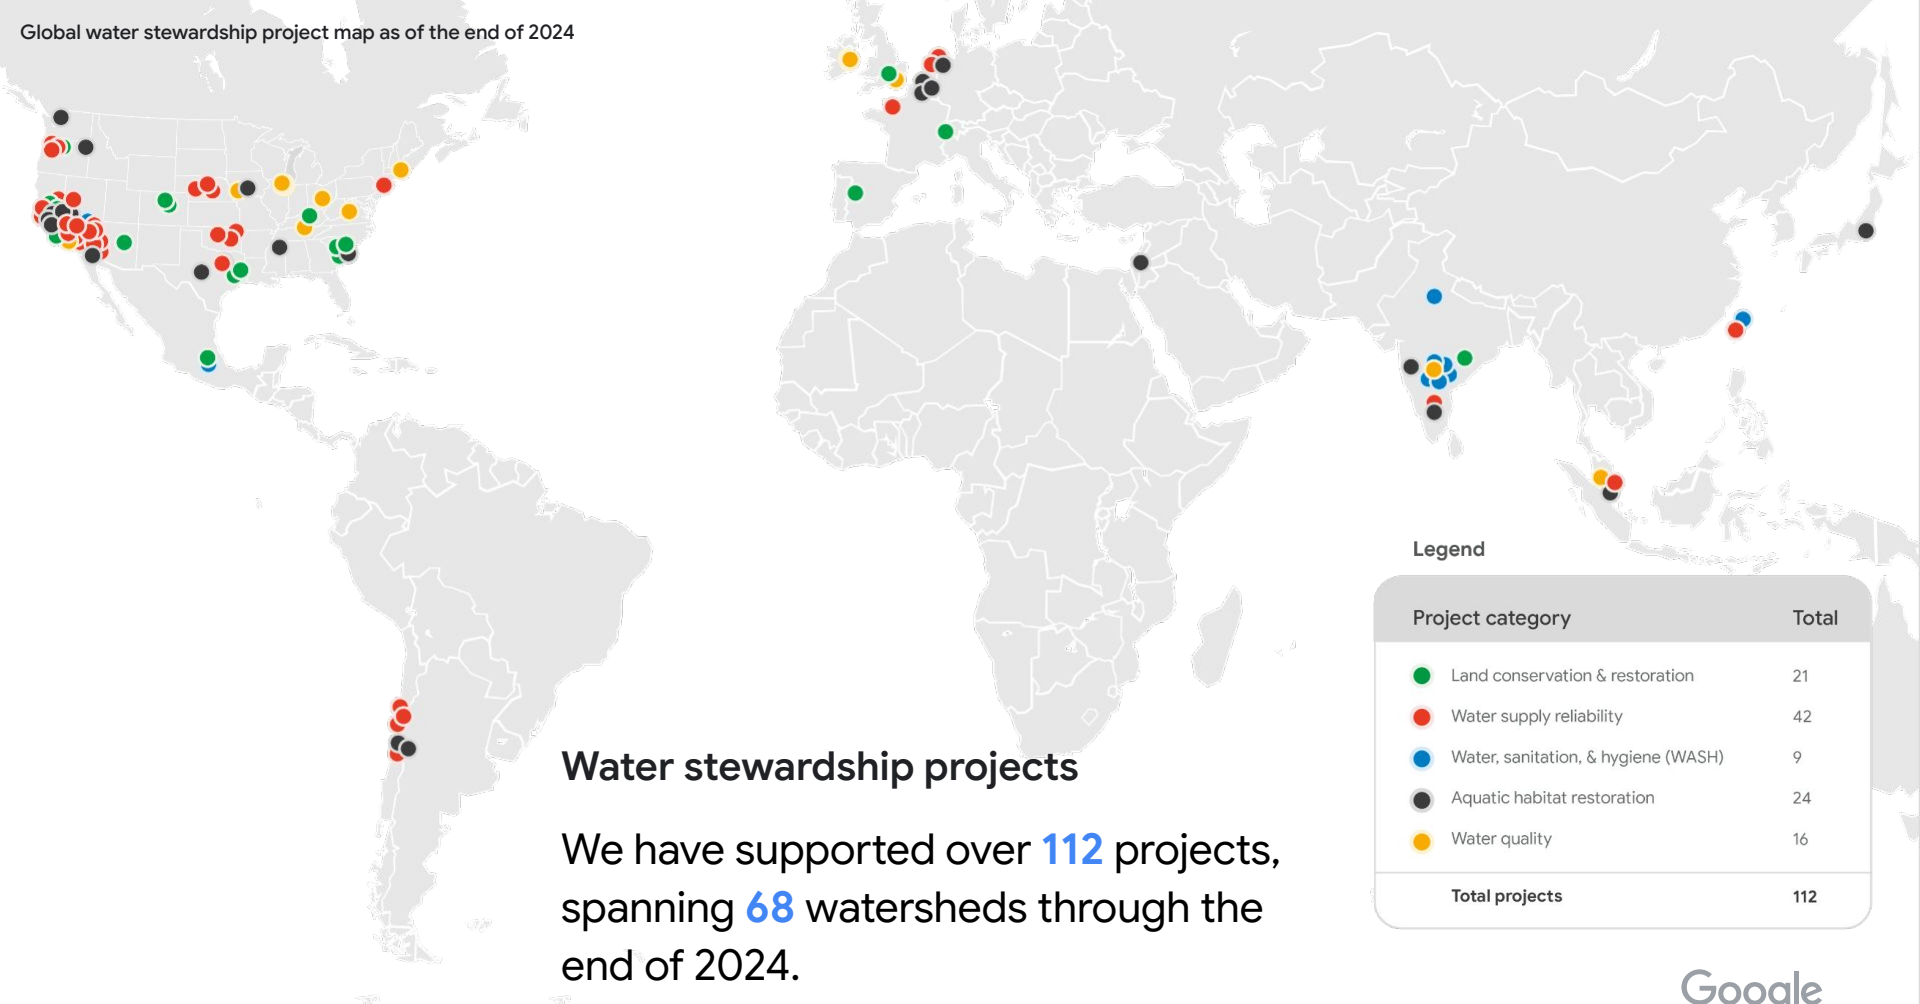 Global water stewardship project map as of the end of 2024
Water stewardship projects
We have supported over 112 projects,
spanning 68 watersheds through the
end of 2024.
Legend
Project category Total
Land conservation & restoration 21
Water supply reliability 42
Water, sanitation, & hygiene (WASH) 9
Aquatic habitat restoration 24
Water quality 16
Total projects 112
Google